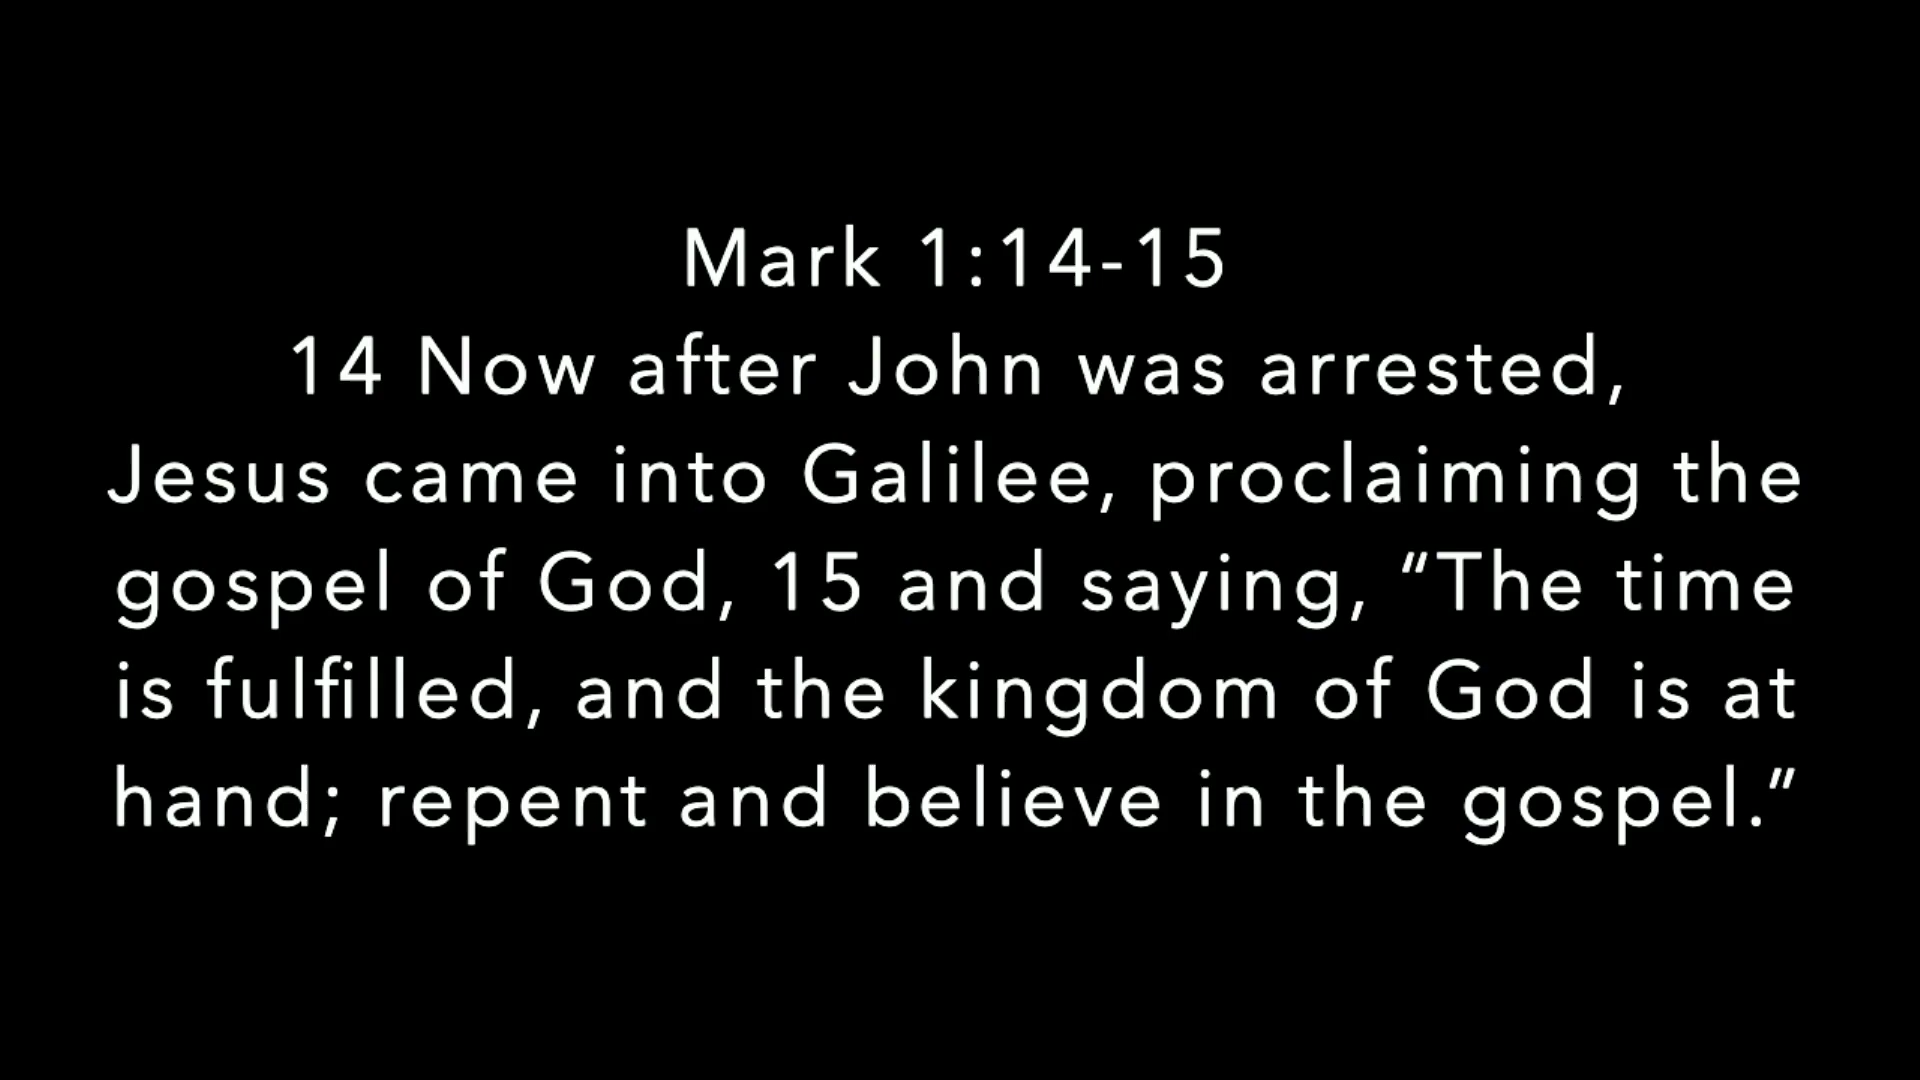 Mark 1:14-15
14 Now after John was arrested,
Jesus came into Galilee, proclaiming the
gospel of God, 15 and saying, “The time
is fulfilled, and the kingdom of God is at
hand; repent and believe in the gospel.”